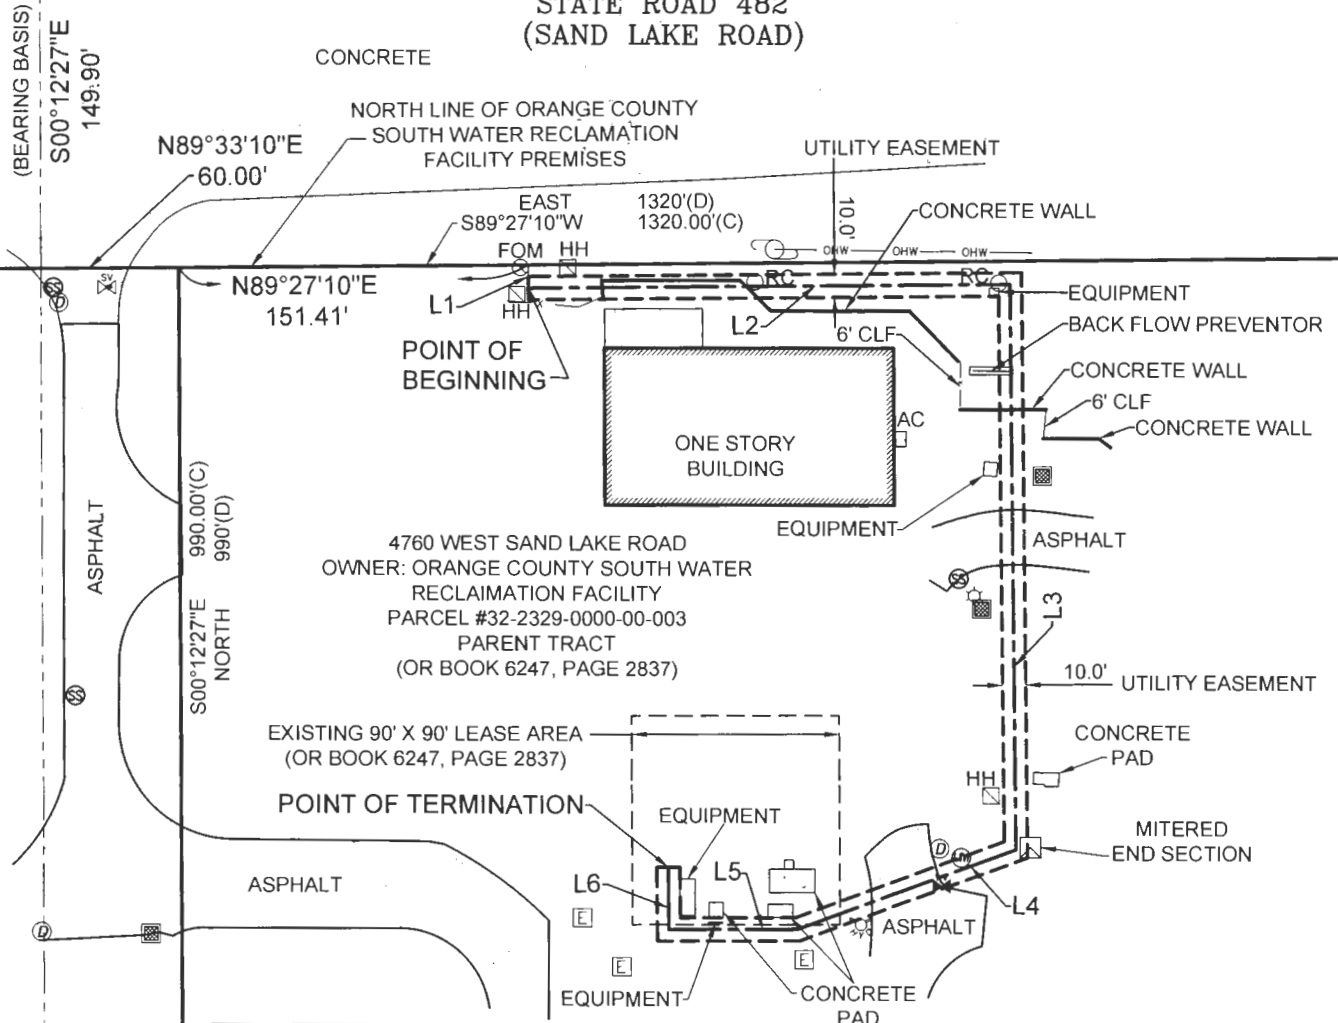 STATE ROAD 482
(SAND LAKE ROAD)
(BEARING BASIS)
S00°12'27"E
149.90'
CONCRETE
NORTH LINE OF ORANGE COUNTY
SOUTH WATER RECLAMATION
FACILITY PREMISES
N89°33'10"E
60.00'
UTILITY EASEMENT
EAST 1320'(D)
S89°27'10"W 1320.00'(C)
10.0'
CONCRETE WALL
FOM HH
OHW OHW OHW
SS
D
SV
N89°27'10"E
151.41'
L1
HH
RC
RC
EQUIPMENT
L2
6' CLF
BACK FLOW PREVENTOR
POINT OF
BEGINNING
CONCRETE WALL
6' CLF
CONCRETE WALL
AC
ONE STORY
BUILDING
EQUIPMENT
ASPHALT
ASPHALT
990.00'(C)
990'(D)
S00°12'27"E
NORTH
4760 WEST SAND LAKE ROAD
OWNER: ORANGE COUNTY SOUTH WATER
RECLAIMATION FACILITY
PARCEL #32-2329-0000-00-003
PARENT TRACT
(OR BOOK 6247, PAGE 2837)
SS
L3
SS
10.0'
UTILITY EASEMENT
EXISTING 90' X 90' LEASE AREA
(OR BOOK 6247, PAGE 2837)
CONCRETE
PAD
HH
POINT OF TERMINATION
EQUIPMENT
MITERED
END SECTION
D
L6
L5
L4
ASPHALT
E
ASPHALT
D
E
E
EQUIPMENT
CONCRETE
PAD